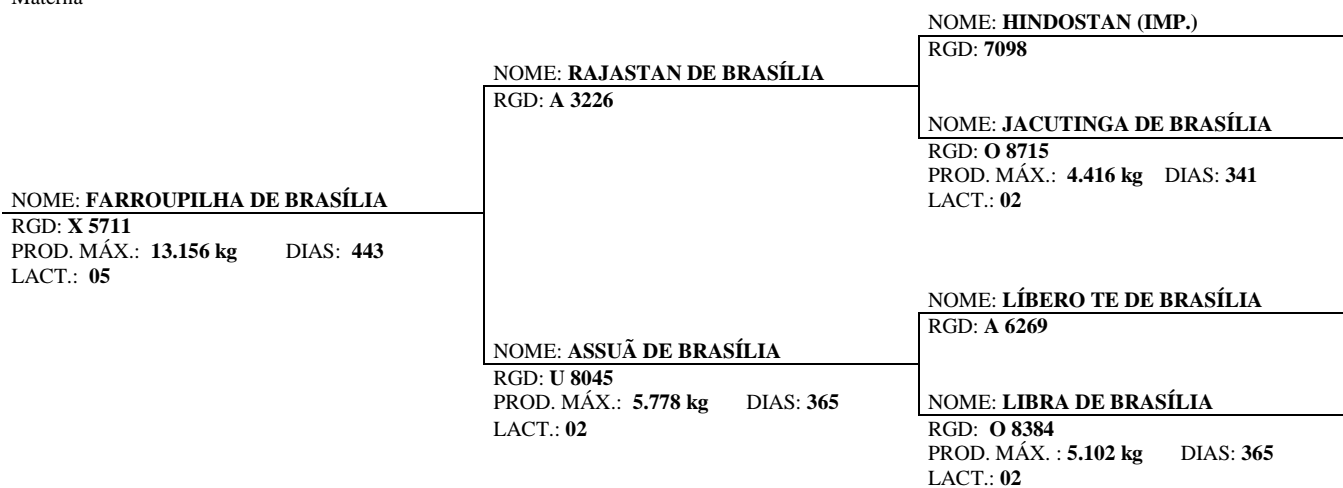 Materna
NOME: HINDOSTAN (IMP.)
RGD: 7098
NOME: RAJASTAN DE BRASÍLIA
RGD: A 3226
NOME: JACUTINGA DE BRASÍLIA
RGD: O 8715
PROD. MÁX.: 4.416 kg DIAS: 341
LACT.: 02
NOME: FARROUPILHA DE BRASÍLIA
RGD: X 5711
PROD. MÁX.: 13.156 kg DIAS: 443
LACT.: 05
NOME: LÍBERO TE DE BRASÍLIA
RGD: A 6269
NOME: ASSUÃ DE BRASÍLIA
RGD: U 8045
PROD. MÁX.: 5.778 kg DIAS: 365
LACT.: 02
NOME: LIBRA DE BRASÍLIA
RGD: O 8384
PROD. MÁX. : 5.102 kg DIAS: 365
LACT.: 02